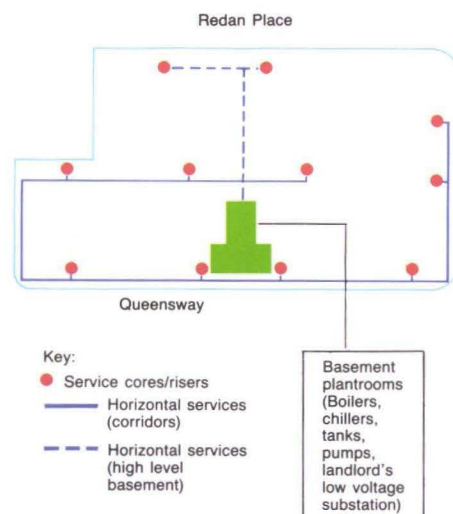 Redan Place
Queensway
Key:
Service cores/risers
Horizontal services
(corridors)
Horizontal services
(high level
basement)
Basement
plantrooms
(Boilers,
chillers,
tanks,
pumps,
landlord's
low voltage
substation)